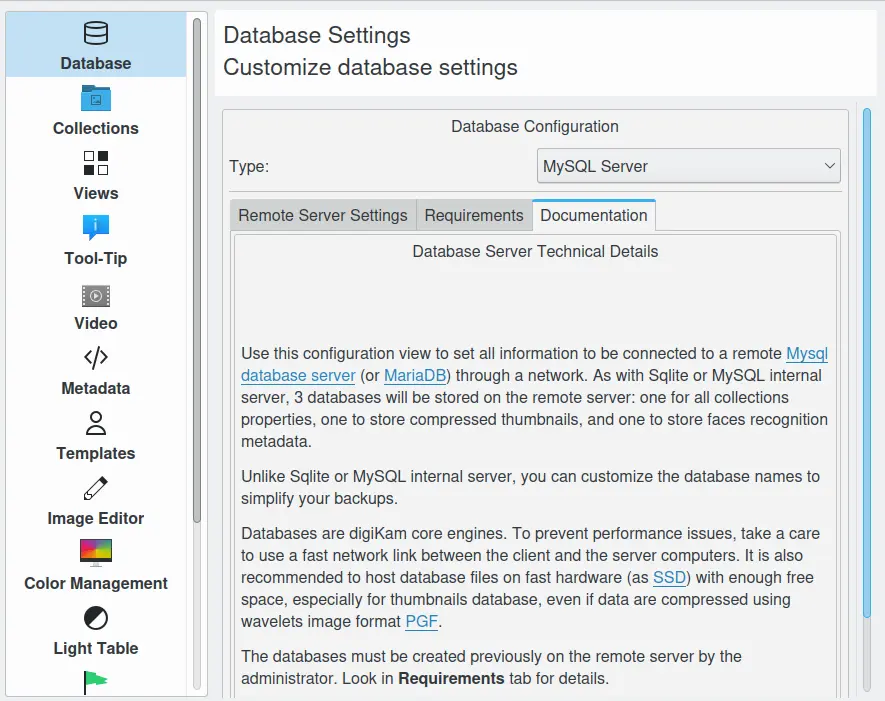 Database
Collections
Views
Tool-Tip
Video
Metadata
Templates
Image Editor
Color Management
Light Table
Database Settings
Customize database settings
Database Configuration
Type:
MySQL Server
Remote Server Settings
Requirements
Documentation
Database Server Technical Details
Use this configuration view to set all information to be connected to a remote Mysql
database server (or MariaDB) through a network. As with Sqlite or MySQL internal
server, 3 databases will be stored on the remote server: one for all collections
properties, one to store compressed thumbnails, and one to store faces recognition
metadata.
Unlike Sqlite or MySQL internal server, you can customize the database names to
simplify your backups.
Databases are digiKam core engines. To prevent performance issues, take a care
to use a fast network link between the client and the server computers. It is also
recommended to host database files on fast hardware (as SSD) with enough free
space, especially for thumbnails database, even if data are compressed using
wavelets image format PGF.
The databases must be created previously on the remote server by the
administrator. Look in Requirements tab for details.